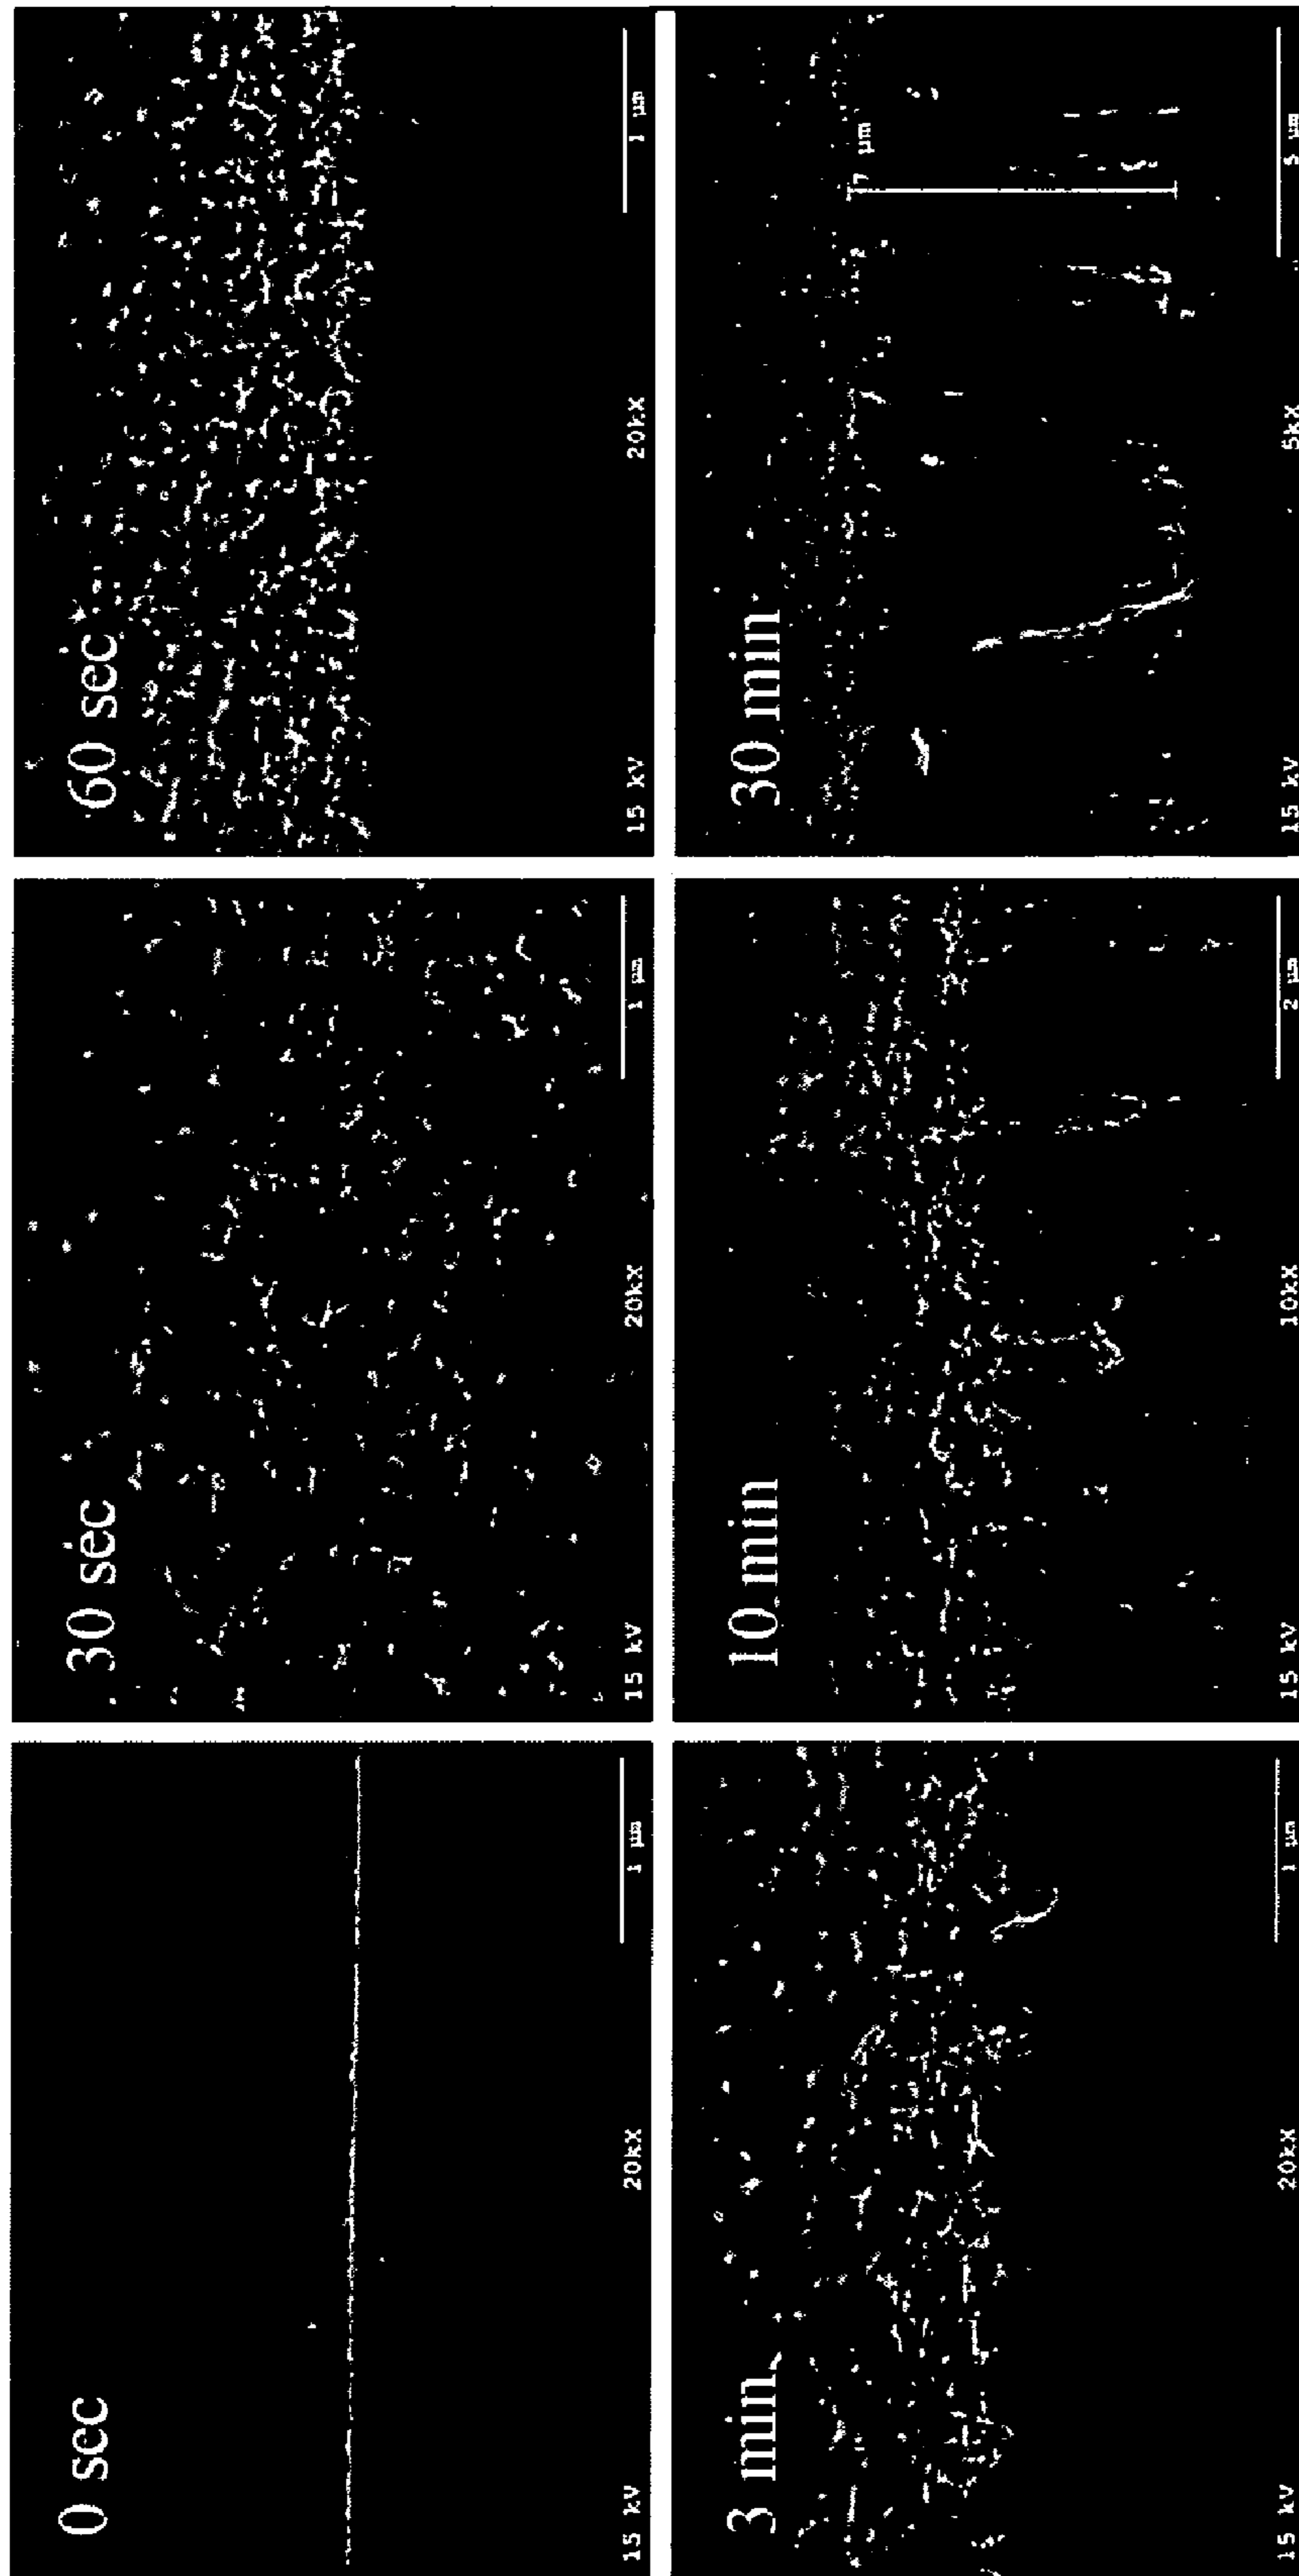 0 sec
15 kV 20kX 1 µm
30 sec
15 kV 20kX 1 µm
60 sec
15 kV 20kX 1 µm
3 min
15 kV 20kX 1 µm
10 min
15 kV 10kX 2 µm
30 min
7 µm
15 kV 5kX 5 µm